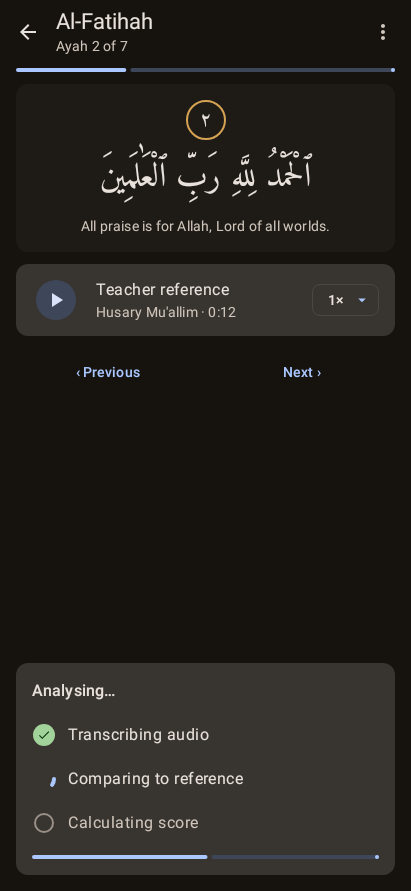 Al-Fatihah
Ayah 2 of 7
٢
ٱلْحَمْدُ لِلَّهِ رَبِّ ٱلْعَٰلَمِينَ
All praise is for Allah, Lord of all worlds.
Teacher reference
Husary Mu'allim · 0:12
1×
‹ Previous
Next ›
Analysing…
Transcribing audio
Comparing to reference
Calculating score